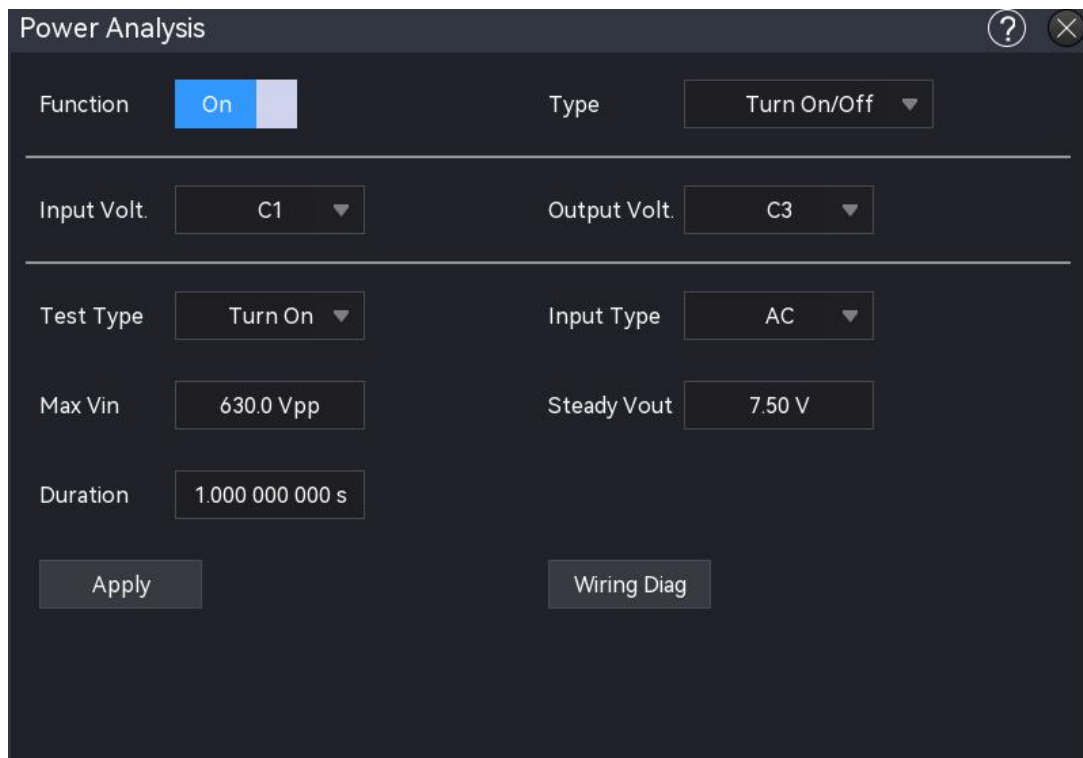 Power Analysis ?
Function On Type Turn On/Off
Input Volt. C1 Output Volt. C3
Test Type Turn On Input Type AC
Max Vin 630.0 Vpp Steady Vout 7.50 V
Duration 1.000 000 000 s
Apply Wiring Diag